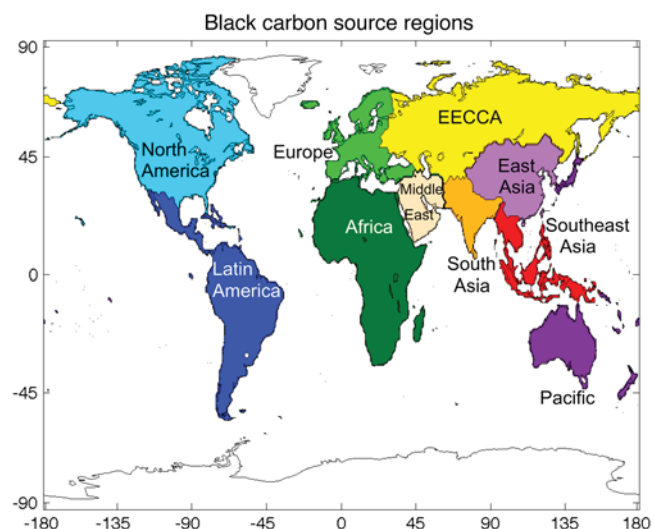 Black carbon source regions
90
45
0
-45
-90
North
America
Europe
EECCA
East
Asia
Middle
East
Africa
Southeast
Asia
South
Asia
Latin
America
Pacific
-180
-135
-90
-45
0
45
90
135
180